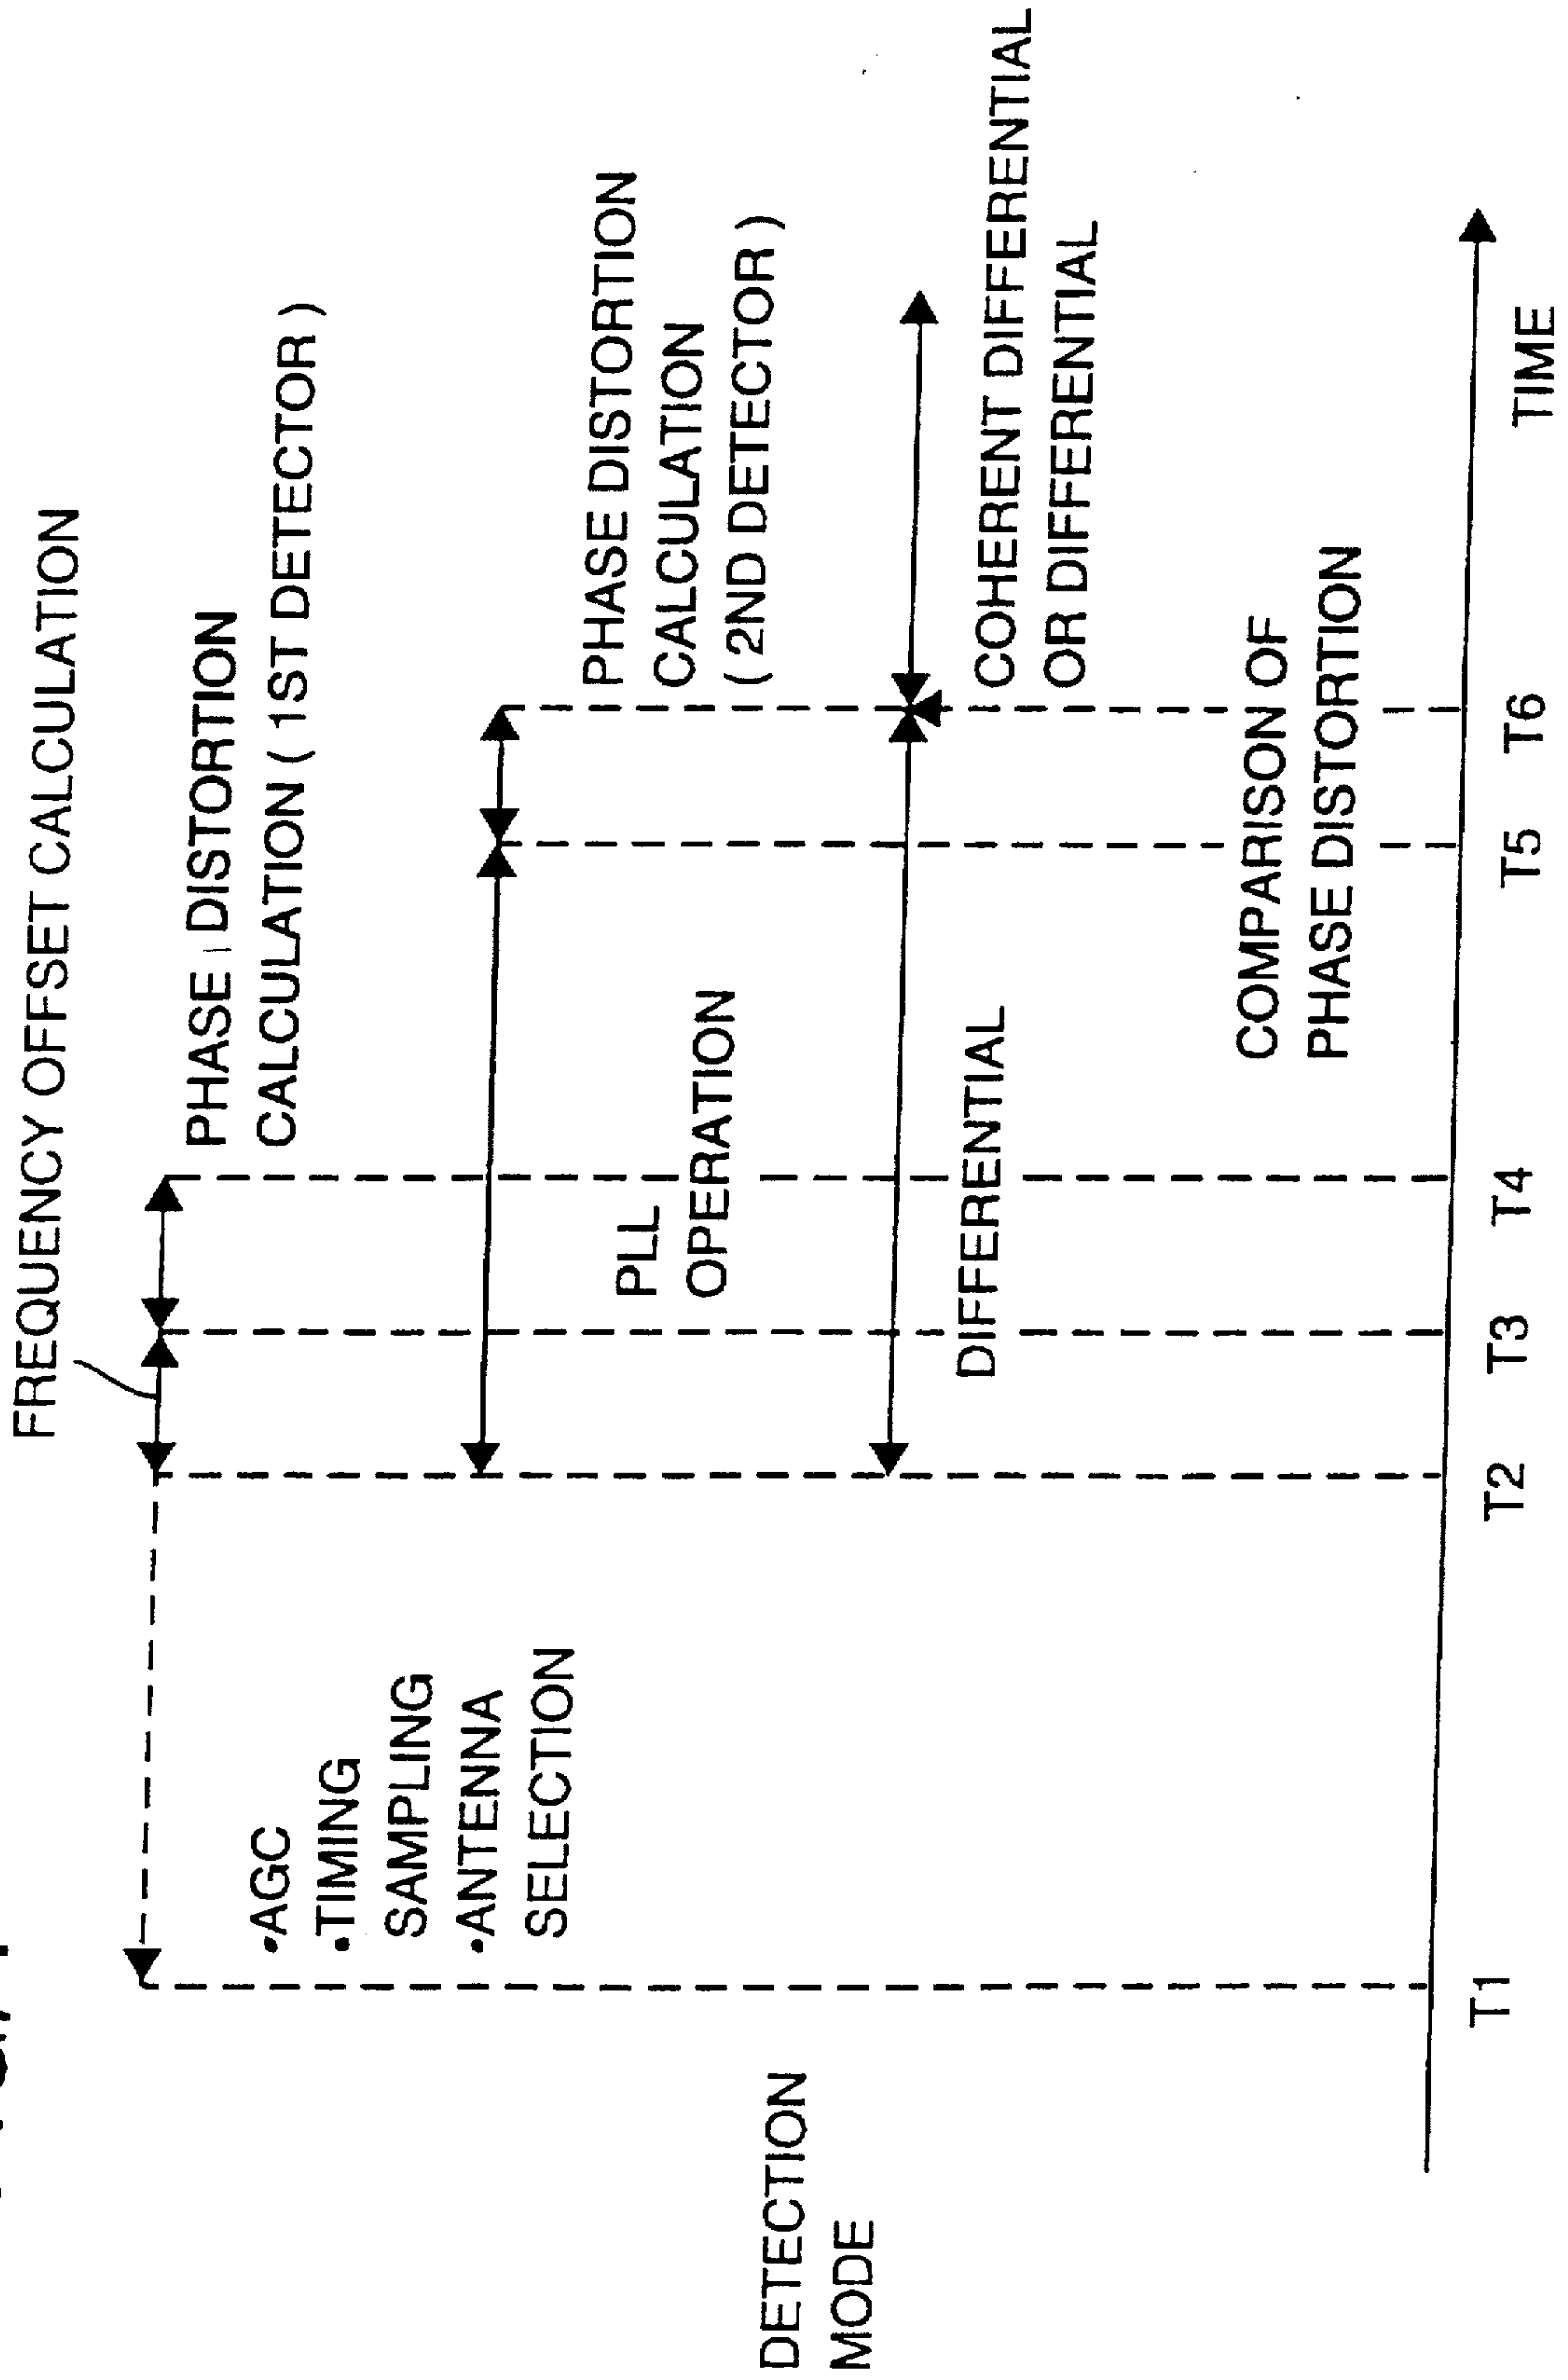 FREQUENCY OFFSET CALCULATION
PHASE DISTORTION
CALCULATION ( 1ST DETECTOR )
•AGC
•TIMING
SAMPLING
•ANTENNA
SELECTION
PLL
OPERATION
PHASE DISTORTION
CALCULATION
( 2ND DETECTOR )
DETECTION
MODE
DIFFERENTIAL
COHERENT DIFFERENTIAL
OR DIFFERENTIAL
COMPARISON OF
PHASE DISTORTION
T1
T2
T3
T4
T5
T6
TIME